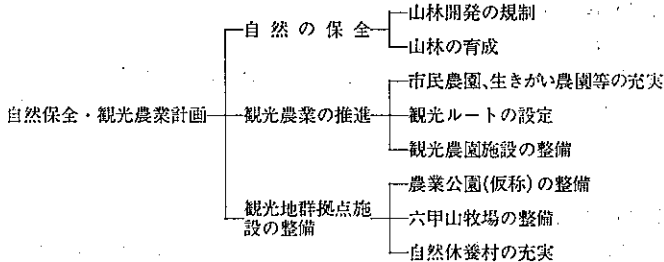 自然保全・観光農業計画
自然の保全
山林開発の規制
山林の育成
観光農業の推進
市民農園、生きがい農園等の充実
観光ルートの設定
観光農園施設の整備
観光地群拠点施
設の整備
農業公園(仮称)の整備
六甲山牧場の整備
自然休養村の充実